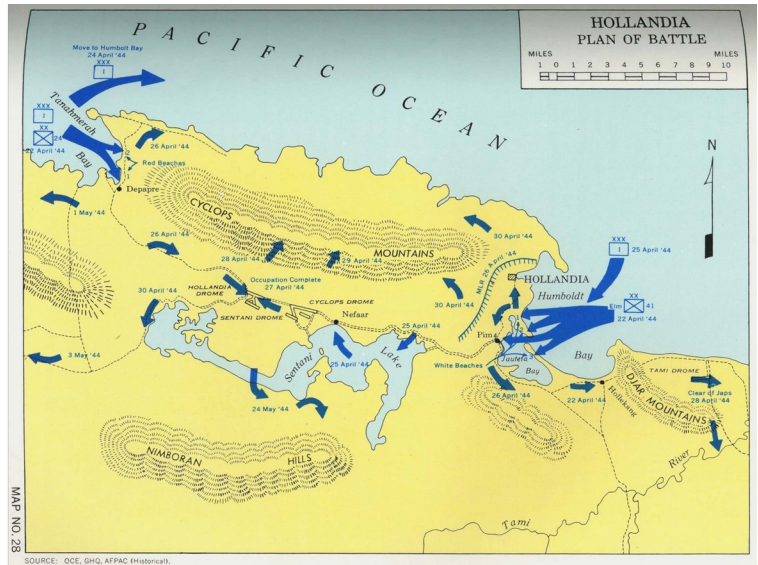 HOLLANDIA
PLAN OF BATTLE
MILES
MILES
1 0 1 2 3 4 5 6 7 8 9 10
PACIFIC OCEAN
N
Move to Humbolt Bay
24 April '44
XXX
I
XXX
I
XX
24
22 April '44
Tanahmerah
Bay
26 April '44
Red Beaches
Depapre
1 May '44
CYCLOPS
MOUNTAINS
26 April '44
28 April '44
29 April '44
30 April '44
30 April '44
MLR 26 April '44
HOLLANDIA
Humboldt
Bay
XXX
I
25 April '44
Elm
XX
41
22 April '44
Occupation Complete
27 April '44
HOLLANDIA
DROME
SENTANI DROME
CYCLOPS DROME
Nefaar
30 April '44
3 May '44
25 April '44
25 April '44
Sentani
Lake
Pim
Jautefa
Bay
White Beaches
26 April '44
22 April '44
Hollekang
TAMI DROME
DJAR MOUNTAINS
Clear of Japs
28 April '44
24 May '44
NIMBORAN
HILLS
Tami
River
MAP NO. 28
SOURCE: OCE, GHQ, AFPAC (Historical).